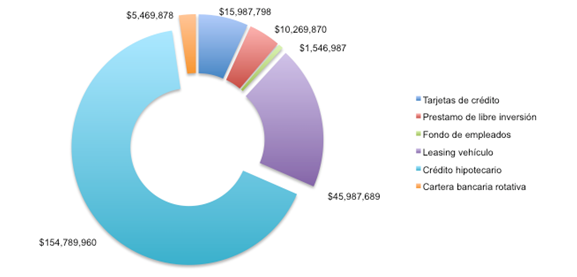 $5,469,878
$15,987,798
$10,269,870
$1,546,987
$45,987,689
$154,789,960
Tarjetas de crédito
Prestamo de libre inversión
Fondo de empleados
Leasing vehículo
Crédito hipotecario
Cartera bancaria rotativa